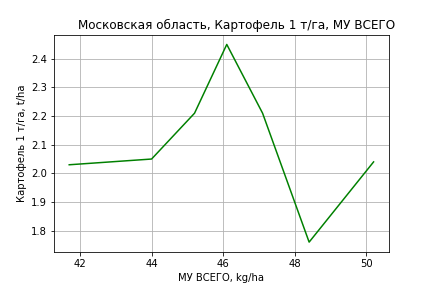 Московская область, Картофель 1 т/га, МУ ВСЕГО
Картофель 1 т/га, t/ha
2.4
2.3
2.2
2.1
2.0
1.9
1.8
42 44 46 48 50
МУ ВСЕГО, kg/ha